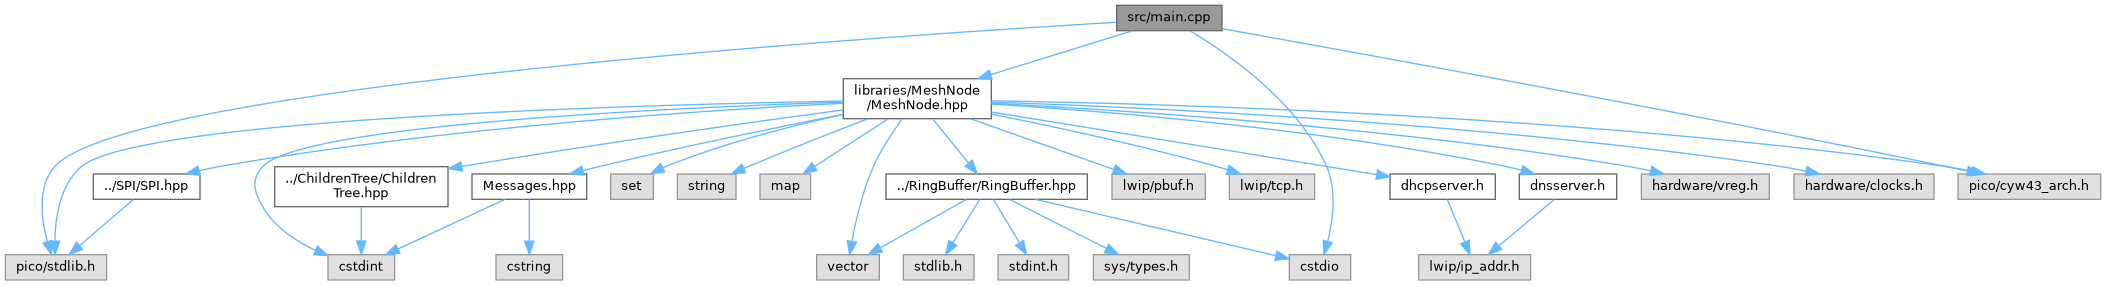 src/main.cpp
libraries/MeshNode
/MeshNode.hpp
../SPI/SPI.hpp
../ChildrenTree/Children
Tree.hpp
Messages.hpp
set
string
map
../RingBuffer/RingBuffer.hpp
lwip/pbuf.h
lwip/tcp.h
dhcpserver.h
dnsserver.h
hardware/vreg.h
hardware/clocks.h
pico/cyw43_arch.h
pico/stdlib.h
cstdint
cstring
vector
stdlib.h
stdint.h
sys/types.h
cstdio
lwip/ip_addr.h